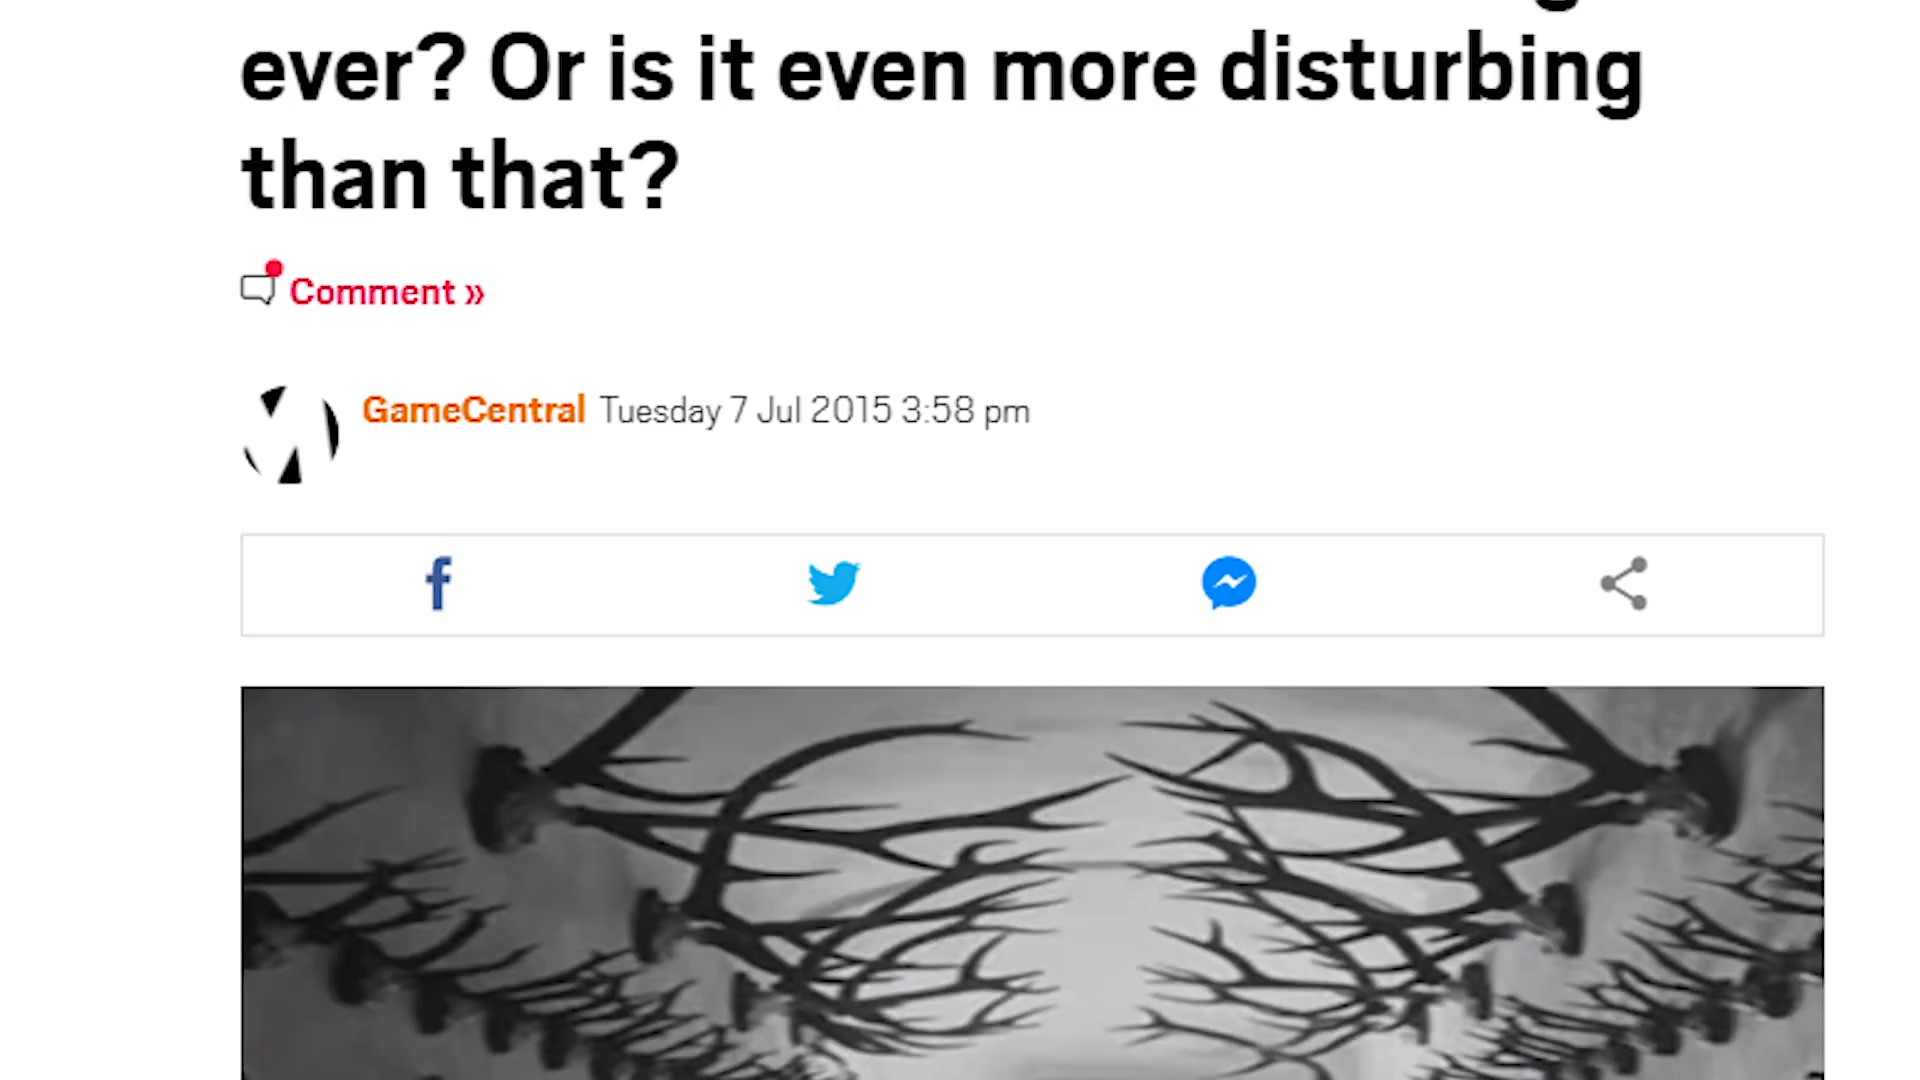 ever? Or is it even more disturbing
than that?
Comment »
GameCentral Tuesday 7 Jul 2015 3:58 pm